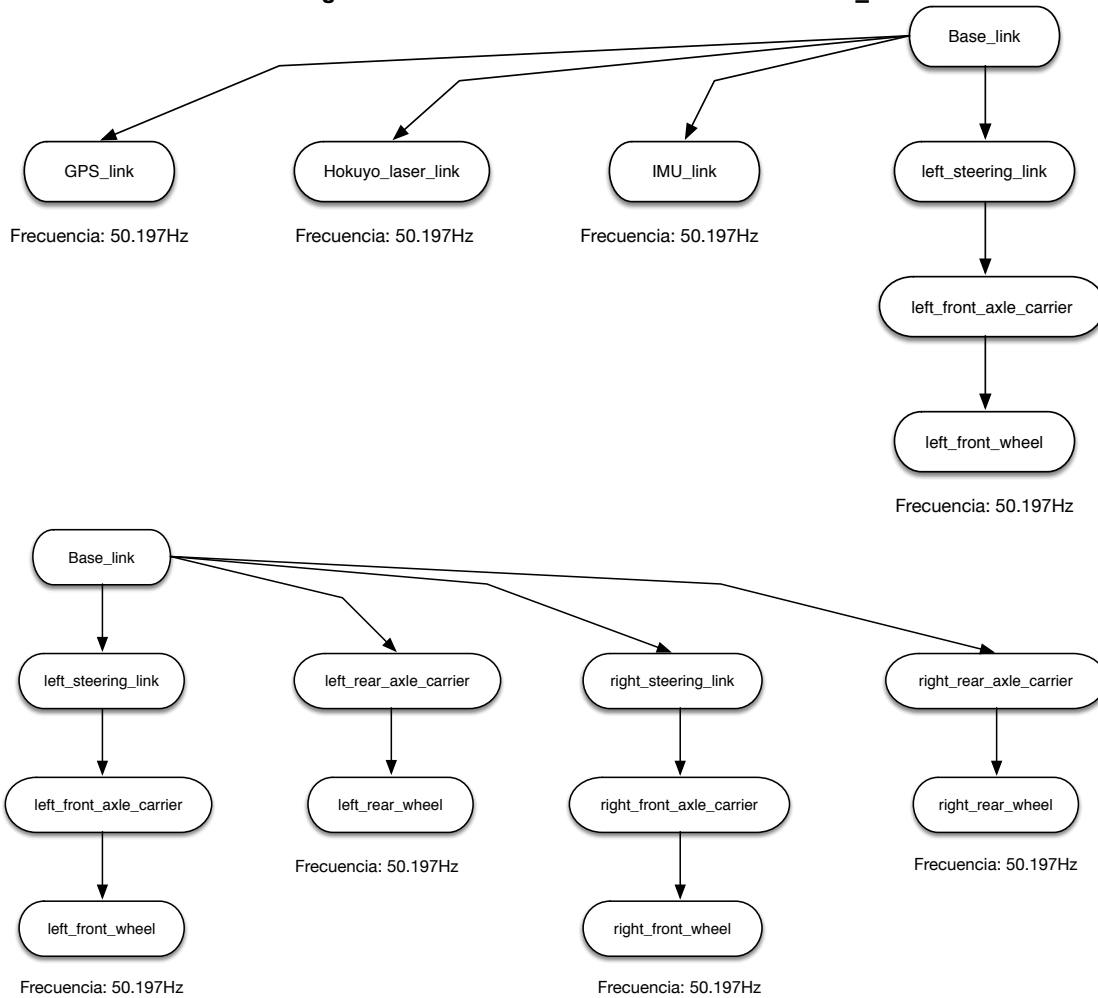 Base_link
GPS_link
Hokuyo_laser_link
IMU_link
left_steering_link
Frecuencia: 50.197Hz
Frecuencia: 50.197Hz
Frecuencia: 50.197Hz
left_front_axle_carrier
left_front_wheel
Frecuencia: 50.197Hz
Base_link
left_steering_link
left_rear_axle_carrier
right_steering_link
right_rear_axle_carrier
left_front_axle_carrier
left_rear_wheel
right_front_axle_carrier
right_rear_wheel
Frecuencia: 50.197Hz
Frecuencia: 50.197Hz
left_front_wheel
right_front_wheel
Frecuencia: 50.197Hz
Frecuencia: 50.197Hz